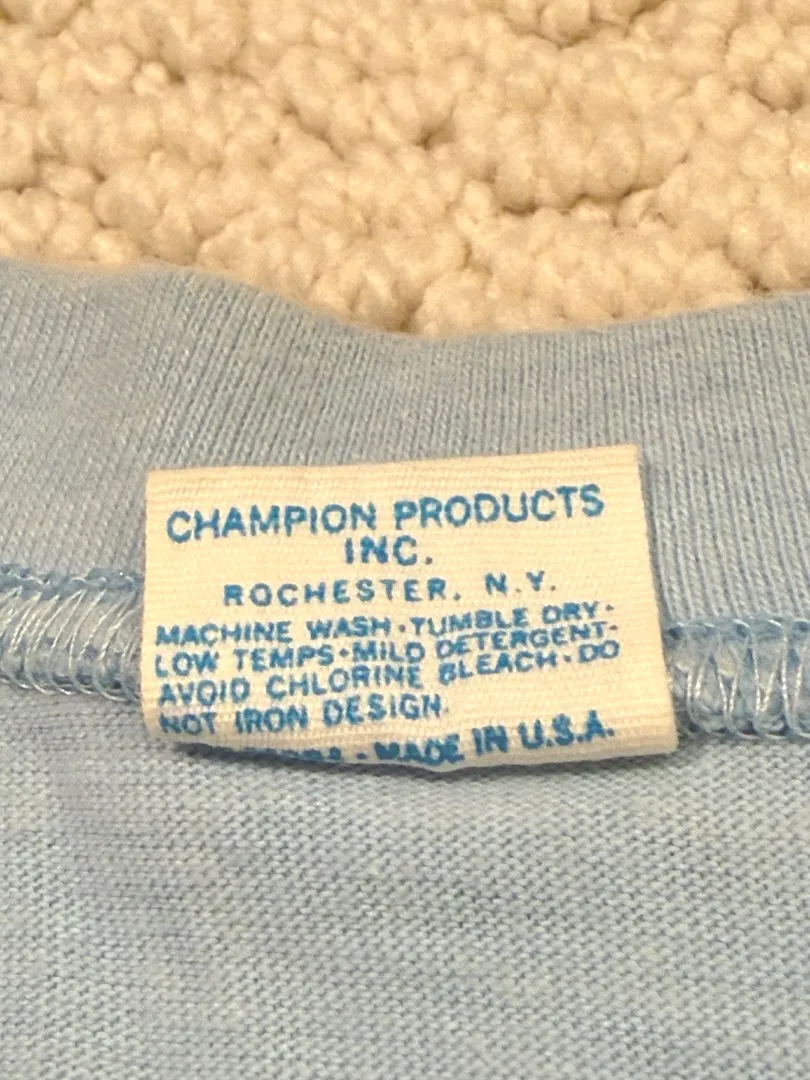 CHAMPION PRODUCTS
INC.
ROCHESTER, N.Y.
MACHINE WASH·TUMBLE DRY·
LOW TEMPS·MILD DETERGENT·
AVOID CHLORINE BLEACH·DO
NOT IRON DESIGN.
· MADE IN U.S.A.